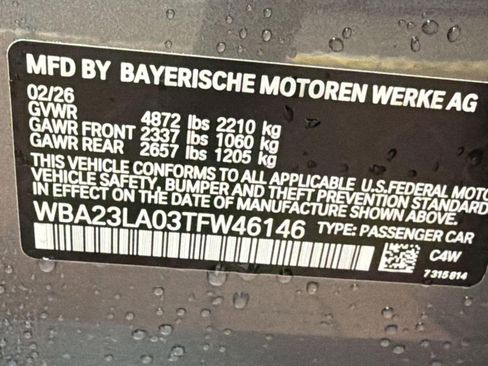 MFD BY BAYERISCHE MOTOREN WERKE AG
02/26
GVWR 4872 lbs 2210 kg
GAWR FRONT 2337 lbs 1060 kg
GAWR REAR 2657 lbs 1205 kg
THIS VEHICLE CONFORMS TO ALL APPLICABLE U.S. FEDERAL MOTO
VEHICLE SAFETY, BUMPER AND THEFT PREVENTION STANDARD
IN EFFECT ON THE DATE OF MANUFACTURE SHOWN
WBA23LA03TFW46146 TYPE: PASSENGER CAR
C4W
7315814